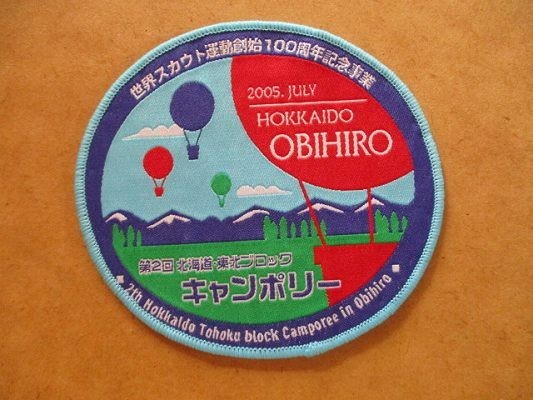 世界スカウト運動創始100周年記念事業
2005. JULY
HOKKAIDO
OBIHIRO
第2回 北海道・東北ブロック
キャンポリー
2th Hokkaido Tohoku block Camporee in Obihiro